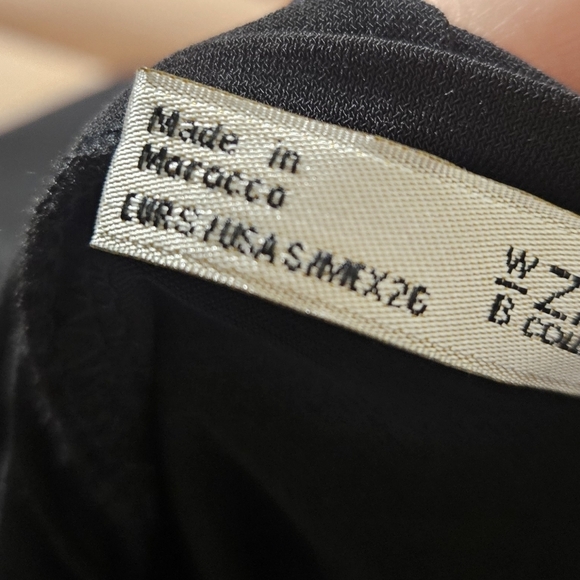 Made in
Morocco
EUR S / USA S / MEX 26
W
B